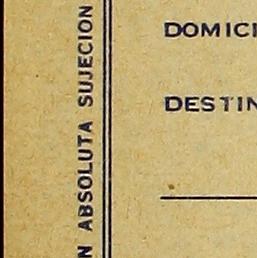 N ABSOLUTA SUJECION
DOMICI
DESTIN